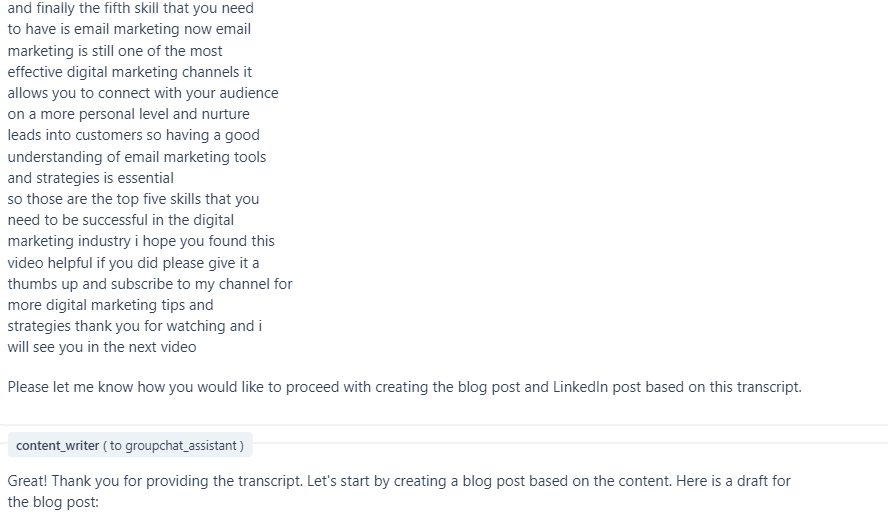 and finally the fifth skill that you need
to have is email marketing now email
marketing is still one of the most
effective digital marketing channels it
allows you to connect with your audience
on a more personal level and nurture
leads into customers so having a good
understanding of email marketing tools
and strategies is essential
so those are the top five skills that you
need to be successful in the digital
marketing industry i hope you found this
video helpful if you did please give it a
thumbs up and subscribe to my channel for
more digital marketing tips and
strategies thank you for watching and i
will see you in the next video
Please let me know how you would like to proceed with creating the blog post and LinkedIn post based on this transcript.
content_writer ( to groupchat_assistant )
Great! Thank you for providing the transcript. Let's start by creating a blog post based on the content. Here is a draft for
the blog post: